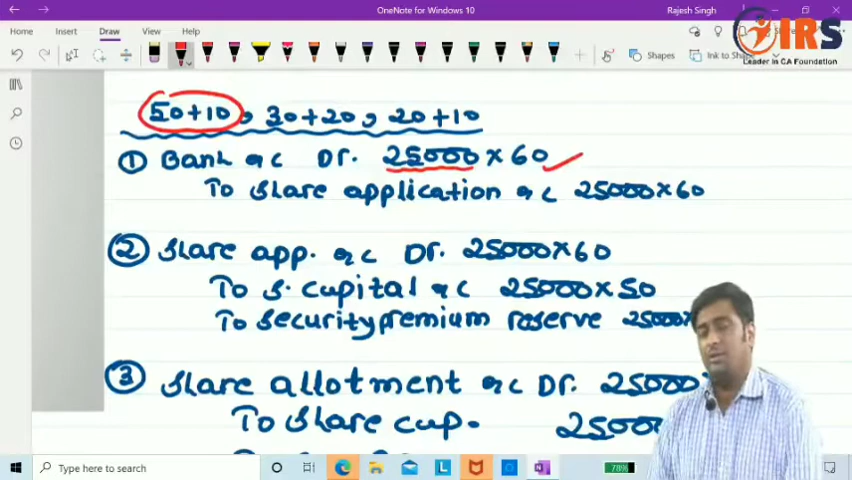 OneNote for Windows 10
Rajesh Singh
Home Insert Draw View Help
Shapes Ink to Shape
IRS
Leader in CA Foundation
50+10, 30+20, 20+10
① Bank a/c Dr. 25000×60
To Share application a/c 25000×60
② Share app. a/c Dr. 25000×60
To S. Capital a/c 25000×50
To Security premium reserve 25000×
③ Share allotment a/c Dr. 25000
To Share Cap. 2500
Type here to search
78%